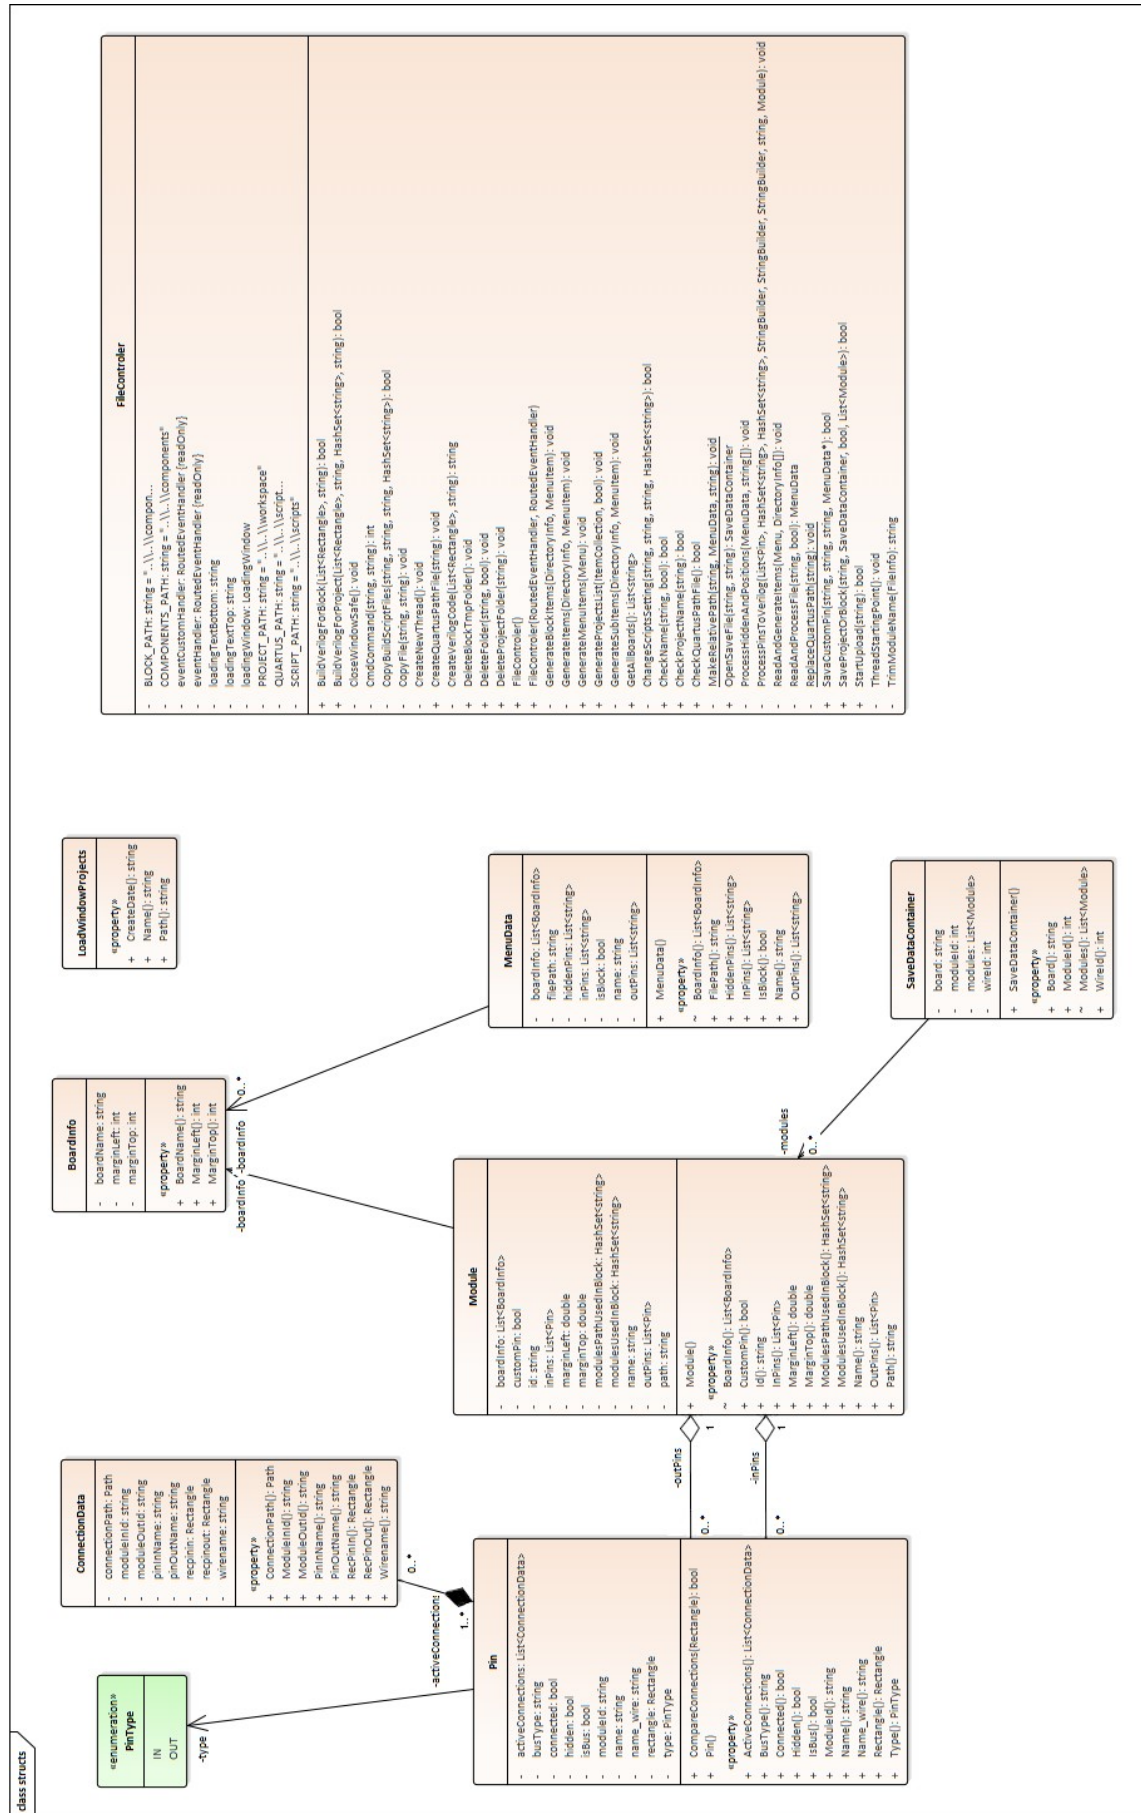 class structs
«enumeration»
PinType
IN
OUT
-type
ConnectionData
- connectionPath: Path
- moduleInId: string
- moduleOutId: string
- pinInName: string
- pinOutName: string
- recpinin: Rectangle
- recpinout: Rectangle
- wirename: string
«property»
+ ConnectionPath(): Path
+ ModuleInId(): string
+ ModuleOutId(): string
+ PinInName(): string
+ PinOutName(): string
+ RecPinIn(): Rectangle
+ RecPinOut(): Rectangle
+ Wirename(): string
0..*
-activeConnections
1..*
Pin
- activeConnections: List<ConnectionData>
- busType: string
- connected: bool
- hidden: bool
- isBus: bool
- moduleId: string
- name: string
- name_wire: string
- rectangle: Rectangle
- type: PinType
+ CompareConnections(Rectangle): bool
+ Pin()
«property»
+ ActiveConnections(): List<ConnectionData>
+ BusType(): string
+ Connected(): bool
+ Hidden(): bool
+ IsBus(): bool
+ ModuleId(): string
+ Name(): string
+ Name_wire(): string
+ Rectangle(): Rectangle
+ Type(): PinType
-outPins
0..*
1
-inPins
0..*
1
BoardInfo
- boardName: string
- marginLeft: int
- marginTop: int
«property»
+ BoardName(): string
+ MarginLeft(): int
+ MarginTop(): int
-boardInfo
-boardInfo
0..*
Module
- boardInfo: List<BoardInfo>
- customPin: bool
- id: string
- inPins: List<Pin>
- marginLeft: double
- marginTop: double
- modulesPathUsedInBlock: HashSet<string>
- modulesUsedInBlock: HashSet<string>
- name: string
- outPins: List<Pin>
- path: string
+ Module()
«property»
~ BoardInfo(): List<BoardInfo>
+ CustomPin(): bool
+ Id(): string
+ InPins(): List<Pin>
+ MarginLeft(): double
+ MarginTop(): double
+ ModulesPathUsedInBlock(): HashSet<string>
+ ModulesUsedInBlock(): HashSet<string>
+ Name(): string
+ OutPins(): List<Pin>
+ Path(): string
-modules
0..*
LoadWindowProjects
«property»
+ CreateDate(): string
+ Name(): string
+ Path(): string
MenuData
- boardInfo: List<BoardInfo>
- filePath: string
- hiddenPins: List<string>
- inPins: List<string>
- isBlock: bool
- name: string
- outPins: List<string>
+ MenuData()
«property»
~ BoardInfo(): List<BoardInfo>
+ FilePath(): string
+ HiddenPins(): List<string>
+ InPins(): List<string>
+ IsBlock(): bool
+ Name(): string
+ OutPins(): List<string>
SaveDataContainer
- board: string
- moduleId: int
- modules: List<Module>
- wireId: int
+ SaveDataContainer()
«property»
+ Board(): string
+ ModuleId(): int
~ Modules(): List<Module>
+ WireId(): int
FileControler
- BLOCK_PATH: string = "..\\..\\compon...
- COMPONENTS_PATH: string = "..\\..\\components"
- eventCustomHandler: RoutedEventHandler {readOnly}
- eventHandler: RoutedEventHandler {readOnly}
- loadingTextBottom: string
- loadingTextTop: string
- loadingWindow: LoadingWindow
- PROJECT_PATH: string = "..\\..\\workspace"
- QUARTUS_PATH: string = "..\\..\\script...
- SCRIPT_PATH: string = "..\\..\\scripts"
+ BuildVerilogForBlock(List<Rectangle>, string): bool
+ BuildVerilogForProject(List<Rectangle>, string, HashSet<string>, string): bool
- CloseWindowSafe(): void
- CmdCommand(string, string): int
- CopyBuildScriptFiles(string, string, string, HashSet<string>): bool
- CopyFile(string, string): void
- CreateNewThread(): void
+ CreateQuartusPathFile(string): void
- CreateVerilogCode(List<Rectangle>, string): string
+ DeleteBlockTmpFolder(): void
+ DeleteFolder(string, bool): void
+ DeleteProjectFolder(string): void
+ FileControler()
+ FileControler(RoutedEventHandler, RoutedEventHandler)
- GenerateBlockItems(DirectoryInfo, MenuItem): void
- GenerateItems(DirectoryInfo, MenuItem): void
+ GenerateMenuItems(Menu): void
+ GenerateProjectsList(ItemCollection, bool): void
- GenerateSubItems(DirectoryInfo, MenuItem): void
+ GetAllBoards(): List<string>
- ChangeScriptsSetting(string, string, string, HashSet<string>): bool
+ CheckName(string, bool): bool
+ CheckProjectName(string): bool
+ CheckQuartusPathFile(): bool
- MakeRelativePath(string, MenuData, string): void
+ OpenSaveFile(string, string): SaveDataContainer
- ProcessHiddenAndPositions(MenuData, string[]): void
- ProcessPinsToVerilog(List<Pin>, HashSet<string>, HashSet<string>, StringBuilder, StringBuilder, StringBuilder, string, Module): void
- ReadAndGenerateItems(Menu, DirectoryInfo[]): void
- ReadAndProcessFile(string, bool): MenuData
- ReplaceQuartusPath(string): void
+ SavaCustomPin(string, string, string, MenuData*): bool
+ SaveProjectOrBlock(string, SaveDataContainer, bool, List<Module>): bool
+ StartUpload(string): bool
- ThreadStartingPoint(): void
- TrimModuleName(FileInfo): string